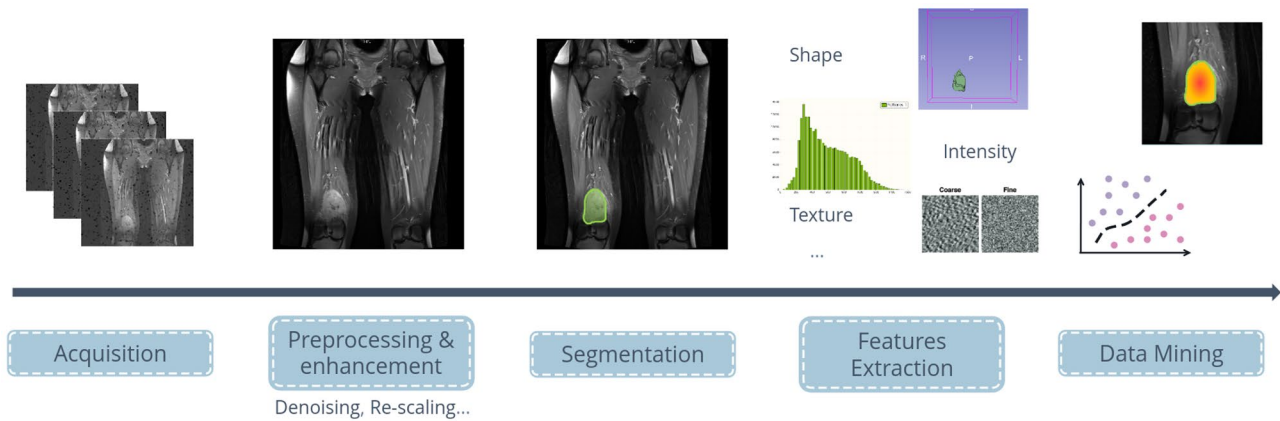 Shape
R
P
L
I
Intensity
Coarse
Fine
Texture
...
Acquisition
Preprocessing &
enhancement
Denoising, Re-scaling...
Segmentation
Features
Extraction
Data Mining